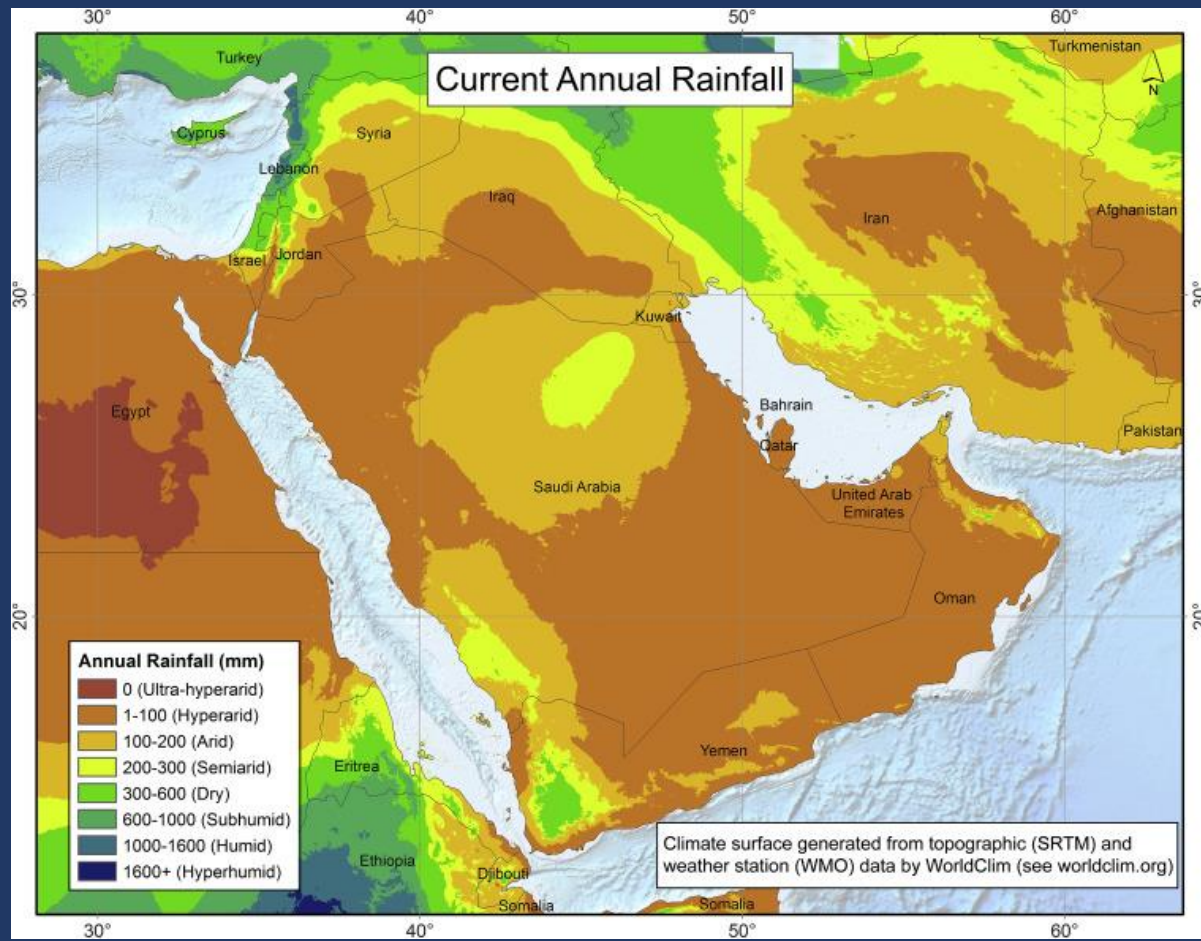 30°
40°
50°
60°
Turkey
Turkmenistan
Current Annual Rainfall
N
Cyprus
Syria
Lebanon
Iraq
Iran
Afghanistan
Israel
Jordan
30°
30°
Kuwait
Egypt
Bahrain
Qatar
Pakistan
Saudi Arabia
United Arab
Emirates
20°
Oman
20°
Annual Rainfall (mm)
0 (Ultra-hyperarid)
1-100 (Hyperarid)
100-200 (Arid)
200-300 (Semiarid)
300-600 (Dry)
600-1000 (Subhumid)
1000-1600 (Humid)
1600+ (Hyperhumid)
Yemen
Eritrea
Ethiopia
Djibouti
Somalia
Somalia
Climate surface generated from topographic (SRTM) and
weather station (WMO) data by WorldClim (see worldclim.org)
30°
40°
50°
60°